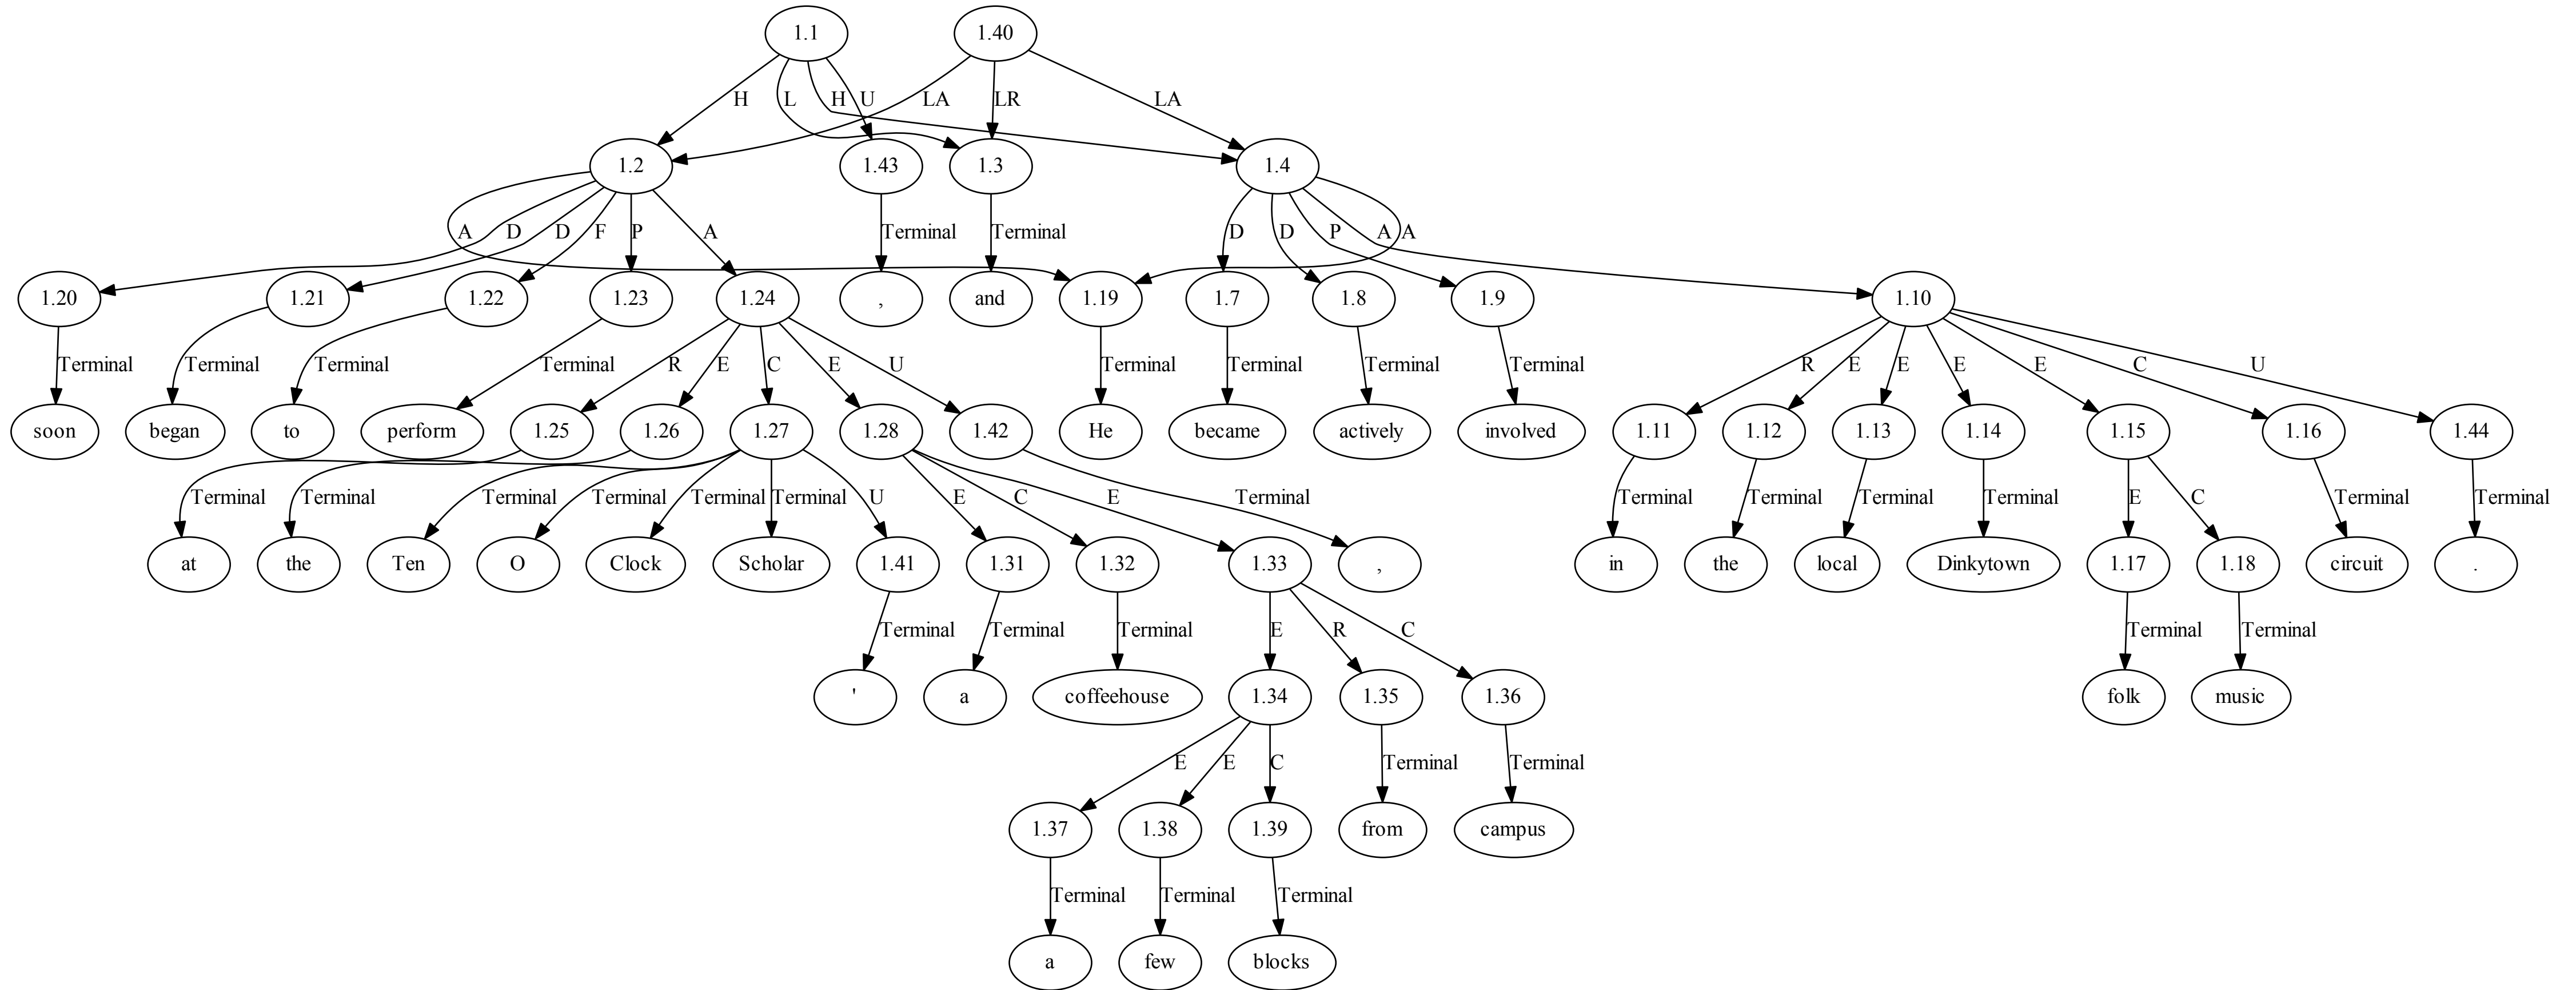 1.1 1.40
H L H U LA LR LA
1.2 1.43 1.3 1.4
A D D F P A Terminal Terminal D D P A A
1.20 1.21 1.22 1.23 1.24 , and 1.19 1.7 1.8 1.9 1.10
Terminal Terminal Terminal Terminal R E C E U Terminal Terminal Terminal Terminal R E E E E C U
soon began to perform 1.25 1.26 1.27 1.28 1.42 He became actively involved 1.11 1.12 1.13 1.14 1.15 1.16 1.44
Terminal Terminal Terminal Terminal Terminal Terminal U E C E Terminal Terminal Terminal Terminal Terminal E C Terminal Terminal
at the Ten O Clock Scholar 1.41 1.31 1.32 1.33 , in the local Dinkytown 1.17 1.18 circuit .
Terminal Terminal Terminal E R C Terminal Terminal
' a coffeehouse 1.34 1.35 1.36 folk music
E E C Terminal Terminal
1.37 1.38 1.39 from campus
Terminal Terminal Terminal
a few blocks